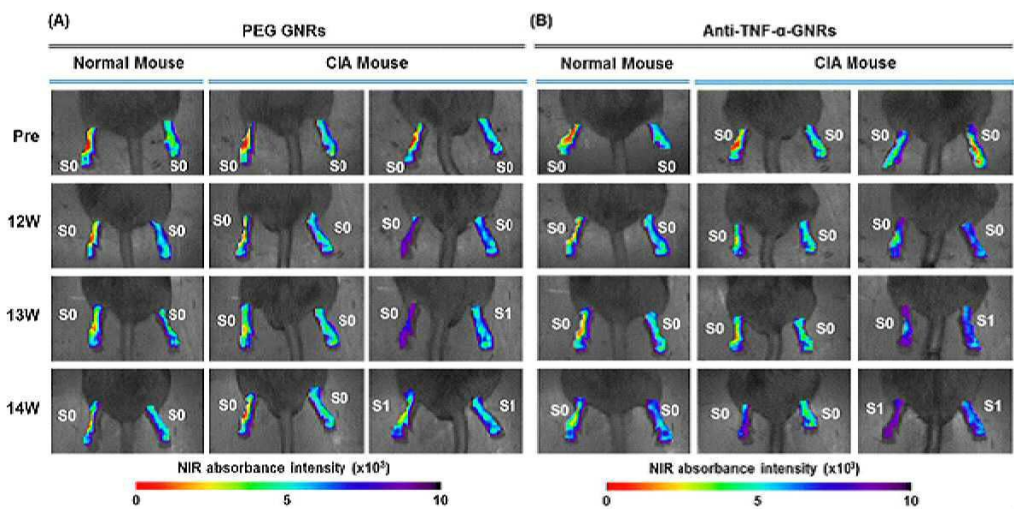 (A) (B)
PEG GNRs Anti-TNF-α-GNRs
Normal Mouse CIA Mouse Normal Mouse CIA Mouse
Pre S0 S0 S0 S0 S0 S0 S0 S0 S0 S0 S0 S0
12W S0 S0 S0 S0 S0 S0 S0 S0 S0 S0 S0 S0
13W S0 S0 S0 S0 S0 S1 S0 S0 S0 S0 S0 S1
14W S0 S0 S0 S0 S1 S1 S0 S0 S0 S0 S1 S1
NIR absorbance intensity (x10³) NIR absorbance intensity (x10³)
0 5 10 0 5 10